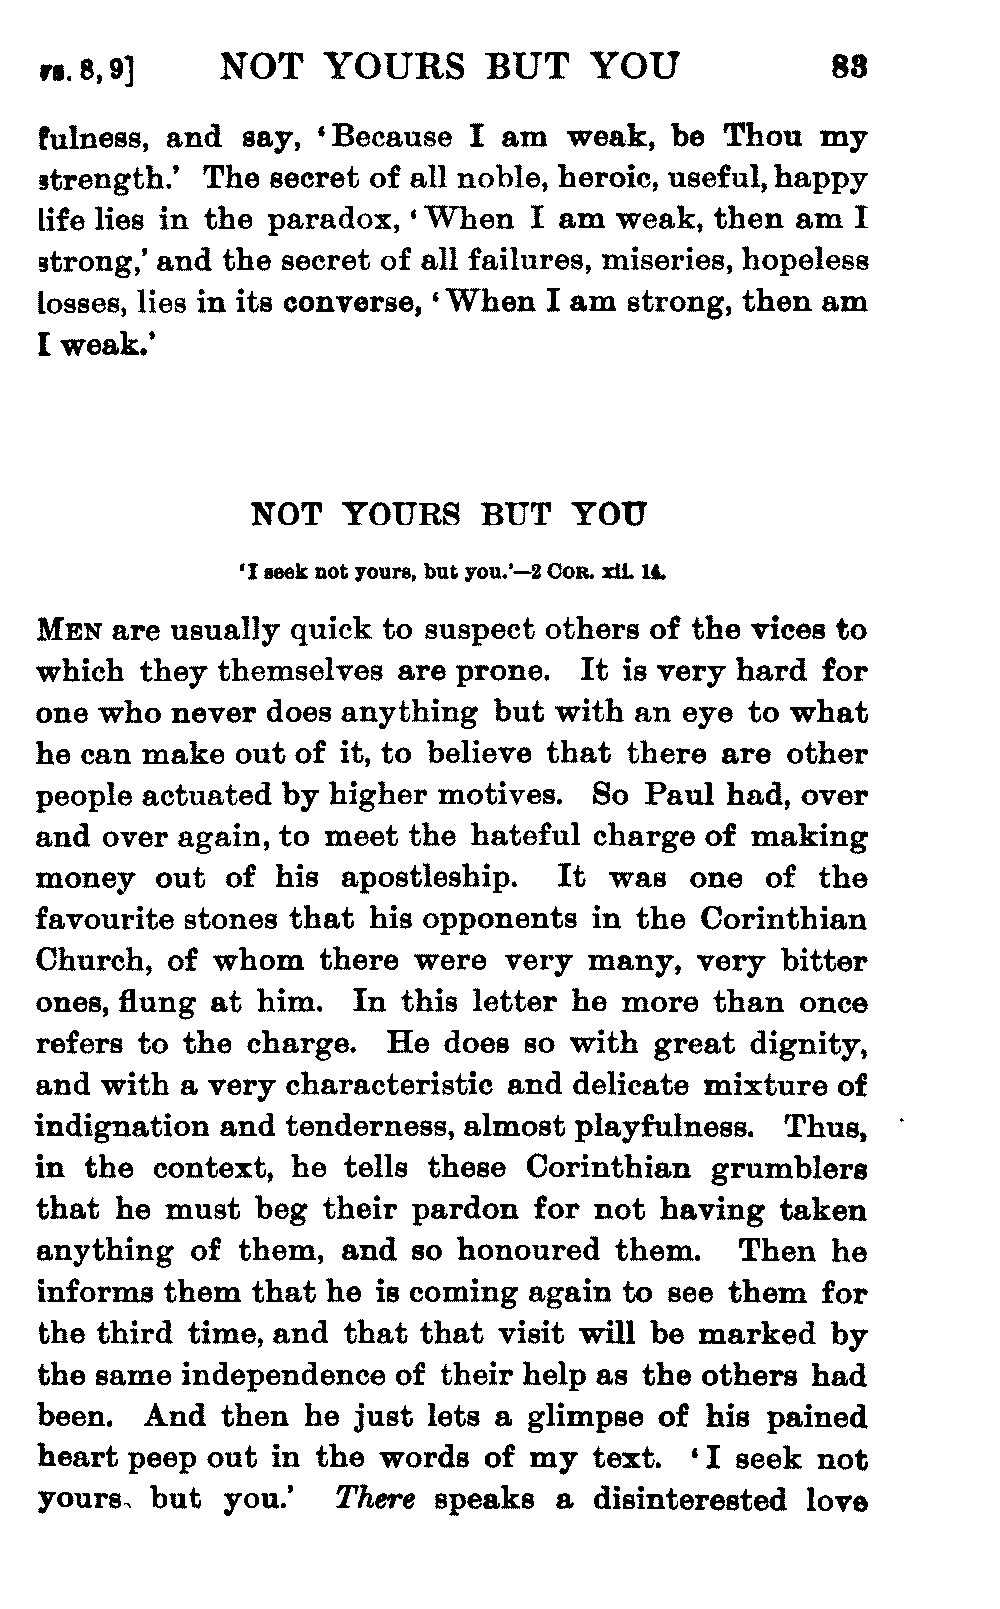 vs. 8, 9] NOT YOURS BUT YOU 83
fulness, and say, ‘Because I am weak, be Thou my
strength.’ The secret of all noble, heroic, useful, happy
life lies in the paradox, ‘When I am weak, then am I
strong,’ and the secret of all failures, miseries, hopeless
losses, lies in its converse, ‘When I am strong, then am
I weak.’
NOT YOURS BUT YOU
‘I seek not yours, but you.’—2 COR. xii. 14.
MEN are usually quick to suspect others of the vices to
which they themselves are prone. It is very hard for
one who never does anything but with an eye to what
he can make out of it, to believe that there are other
people actuated by higher motives. So Paul had, over
and over again, to meet the hateful charge of making
money out of his apostleship. It was one of the
favourite stones that his opponents in the Corinthian
Church, of whom there were very many, very bitter
ones, flung at him. In this letter he more than once
refers to the charge. He does so with great dignity,
and with a very characteristic and delicate mixture of
indignation and tenderness, almost playfulness. Thus,
in the context, he tells these Corinthian grumblers
that he must beg their pardon for not having taken
anything of them, and so honoured them. Then he
informs them that he is coming again to see them for
the third time, and that that visit will be marked by
the same independence of their help as the others had
been. And then he just lets a glimpse of his pained
heart peep out in the words of my text. ‘I seek not
yours, but you.’ There speaks a disinterested love